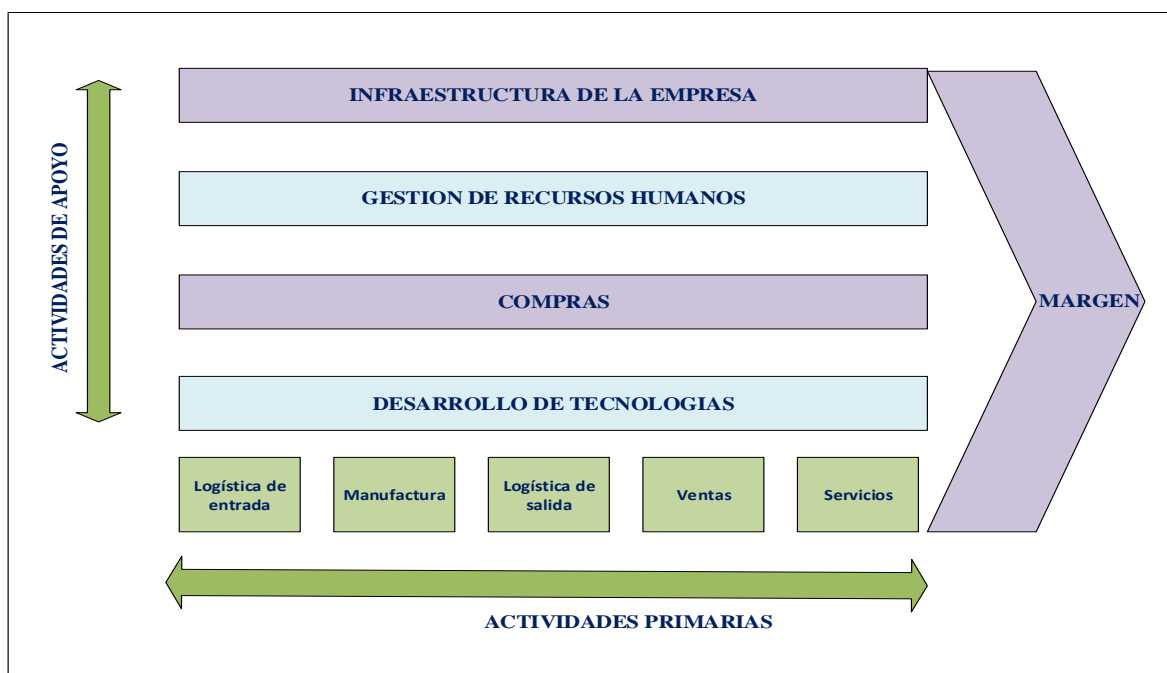 INFRAESTRUCTURA DE LA EMPRESA
ACTIVIDADES DE APOYO
GESTION DE RECURSOS HUMANOS
COMPRAS
MARGEN
DESARROLLO DE TECNOLOGIAS
Logística de
entrada
Manufactura
Logística de
salida
Ventas
Servicios
ACTIVIDADES PRIMARIAS